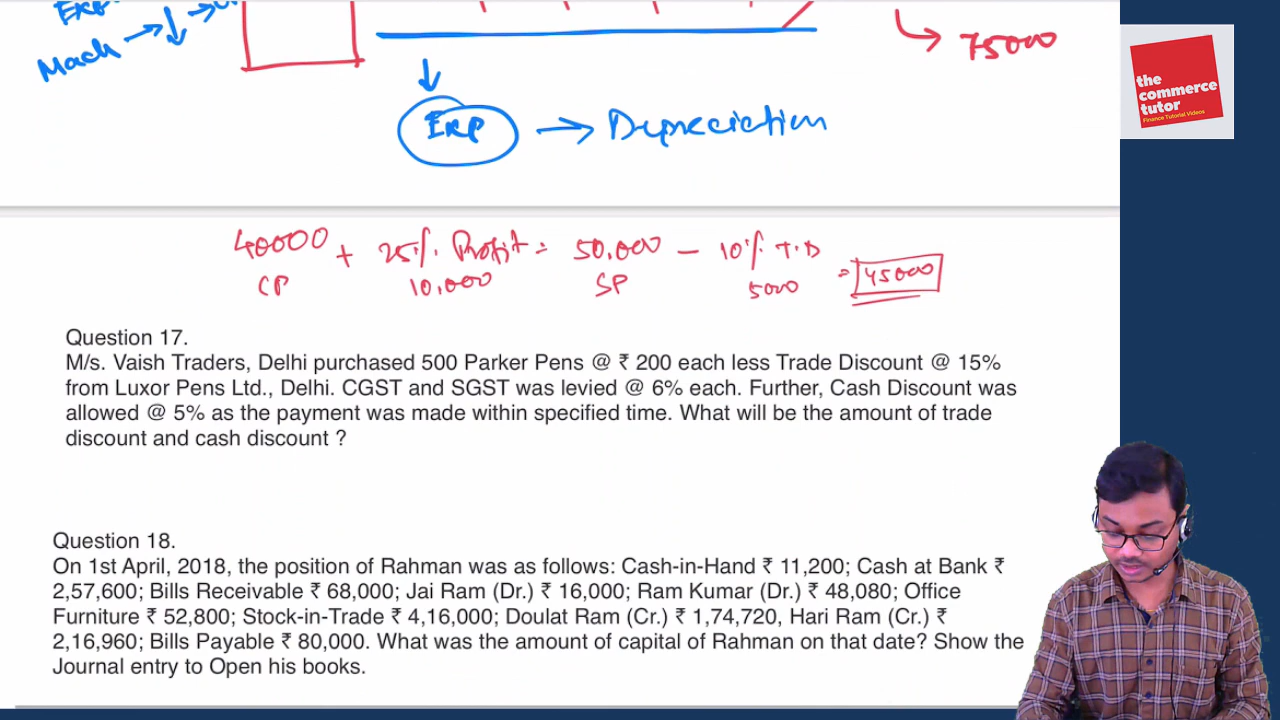 Exp
Mach
75000
Exp → Depreciation
the
commerce
tutor
Finance Tutorial Videos
40000 + 25% Profit = 50,000 - 10% T.D = 45000
CP 10,000 SP 5000
Question 17.
M/s. Vaish Traders, Delhi purchased 500 Parker Pens @ ₹ 200 each less Trade Discount @ 15%
from Luxor Pens Ltd., Delhi. CGST and SGST was levied @ 6% each. Further, Cash Discount was
allowed @ 5% as the payment was made within specified time. What will be the amount of trade
discount and cash discount ?
Question 18.
On 1st April, 2018, the position of Rahman was as follows: Cash-in-Hand ₹ 11,200; Cash at Bank ₹
2,57,600; Bills Receivable ₹ 68,000; Jai Ram (Dr.) ₹ 16,000; Ram Kumar (Dr.) ₹ 48,080; Office
Furniture ₹ 52,800; Stock-in-Trade ₹ 4,16,000; Doulat Ram (Cr.) ₹ 1,74,720, Hari Ram (Cr.) ₹
2,16,960; Bills Payable ₹ 80,000. What was the amount of capital of Rahman on that date? Show the
Journal entry to Open his books.